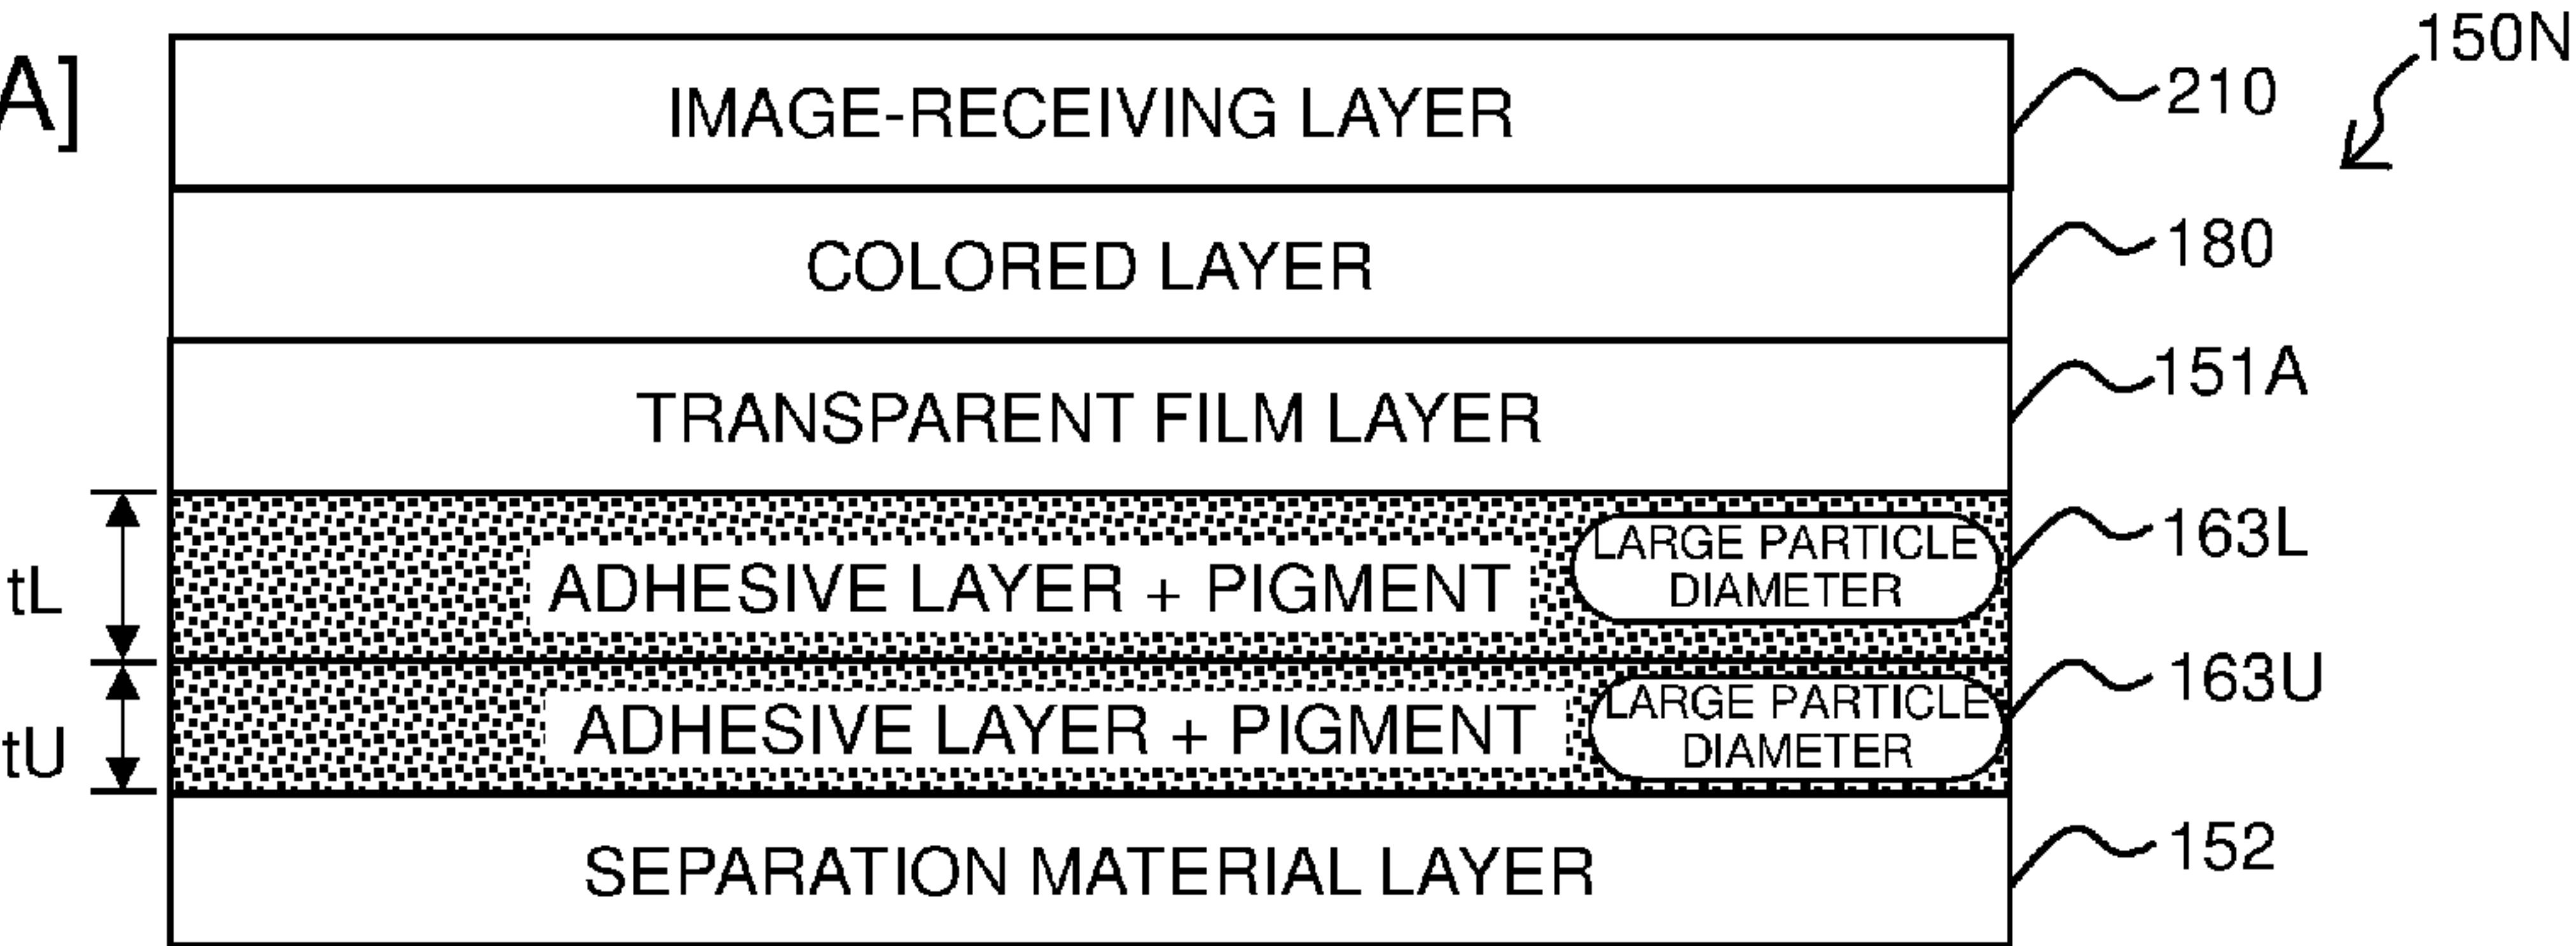 A]
150N
IMAGE-RECEIVING LAYER
210
COLORED LAYER
180
TRANSPARENT FILM LAYER
151A
tL
ADHESIVE LAYER + PIGMENT
LARGE PARTICLE
DIAMETER
163L
tU
ADHESIVE LAYER + PIGMENT
LARGE PARTICLE
DIAMETER
163U
SEPARATION MATERIAL LAYER
152